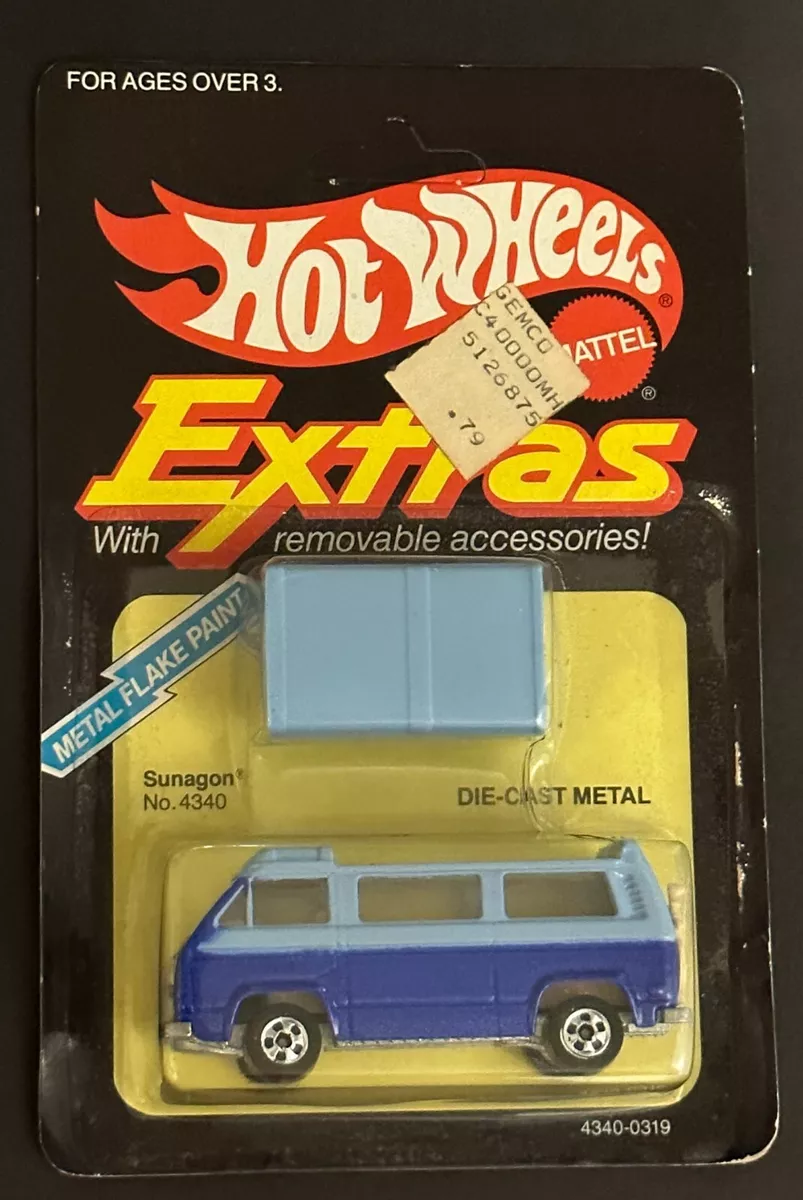 FOR AGES OVER 3.
HOT WHEELS®
MATTEL
®
GEMCO
C40000MH
5126875
.79
Extras
With removable accessories!
METAL FLAKE PAINT
Sunagon®
No. 4340
DIE-CAST METAL
4340-0319